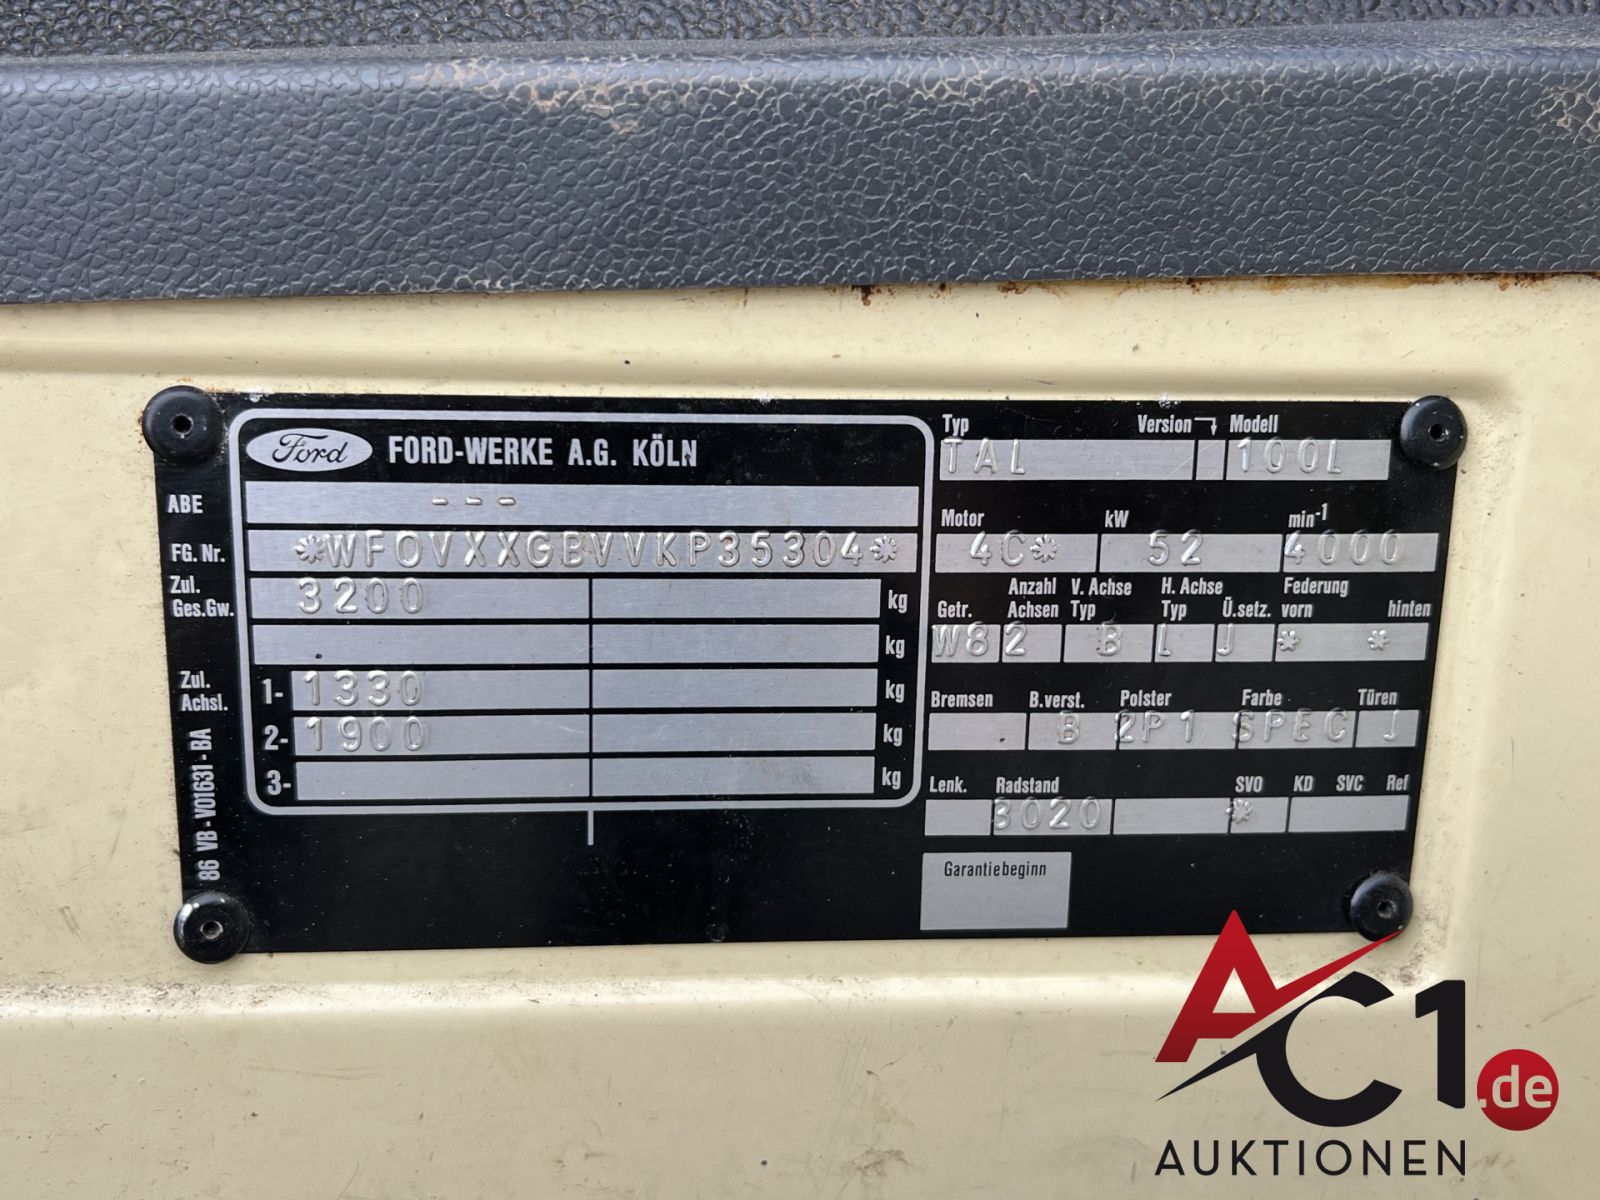 Ford FORD-WERKE A.G. KÖLN
ABE - - -
FG. Nr. *WF0VXXGBVVKP35304*
Zul. Ges.Gw. 3200 kg
kg
Zul. Achsl. 1- 1330 kg
2- 1900 kg
3- kg
86 VB-V01631-BA
Typ Version Modell
TAL 100L
Motor kW min-1
4C* 52 4000
Getr. Anzahl Achsen V. Achse Typ H. Achse Typ Ü.setz. Federung vorn hinten
W8 2 B L J * *
Bremsen B.verst. Polster Farbe Türen
B 2P1 SPEC J
Lenk. Radstand SVO KD SVC Ref
3020 *
Garantiebeginn
AC1.de
AUKTIONEN